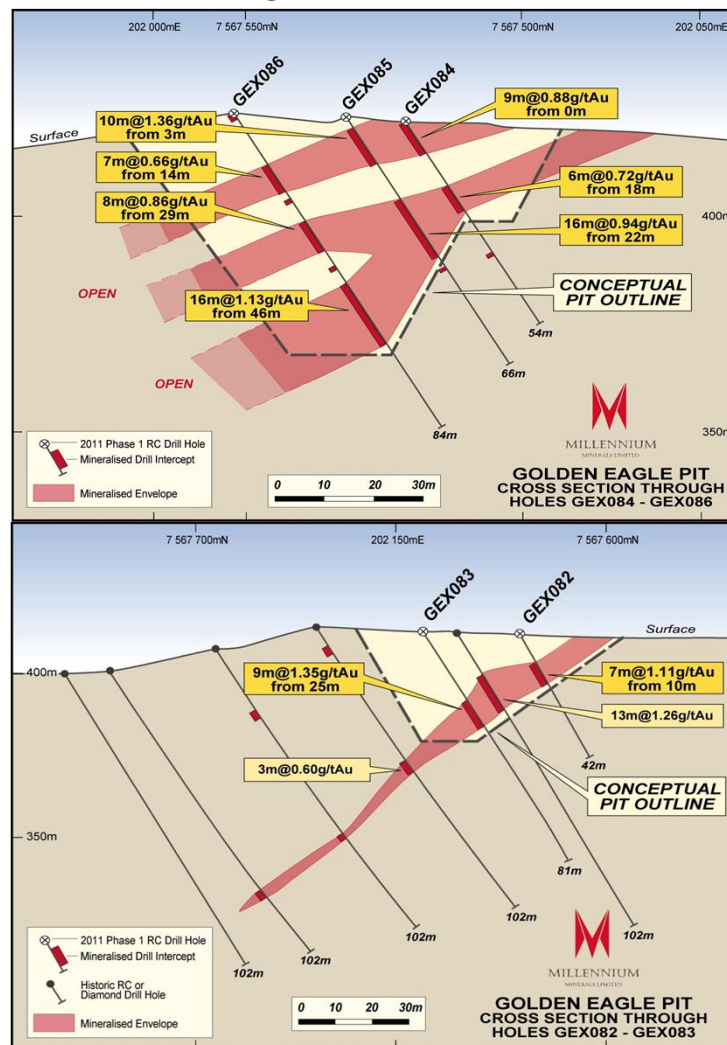 202 000mE
7 567 550mN
7 567 500mN
202 050mE
GEX086
GEX085
GEX084
Surface
10m@1.36g/tAu
from 3m
9m@0.88g/tAu
from 0m
7m@0.66g/tAu
from 14m
6m@0.72g/tAu
from 18m
8m@0.86g/tAu
from 29m
16m@0.94g/tAu
from 22m
400m
OPEN
16m@1.13g/tAu
from 46m
CONCEPTUAL
PIT OUTLINE
OPEN
54m
66m
84m
350m
2011 Phase 1 RC Drill Hole
Mineralised Drill Intercept
Mineralised Envelope
0 10 20 30m
MILLENNIUM
MINERALS LIMITED
GOLDEN EAGLE PIT
CROSS SECTION THROUGH
HOLES GEX084 - GEX086
7 567 700mN
202 150mE
7 567 600mN
GEX083
GEX082
Surface
400m
9m@1.35g/tAu
from 25m
7m@1.11g/tAu
from 10m
13m@1.26g/tAu
3m@0.60g/tAu
42m
CONCEPTUAL
PIT OUTLINE
350m
81m
102m
102m
102m
102m
102m
2011 Phase 1 RC Drill Hole
Mineralised Drill Intercept
Historic RC or
Diamond Drill Hole
Mineralised Envelope
0 10 20 30m
MILLENNIUM
MINERALS LIMITED
GOLDEN EAGLE PIT
CROSS SECTION THROUGH
HOLES GEX082 - GEX083